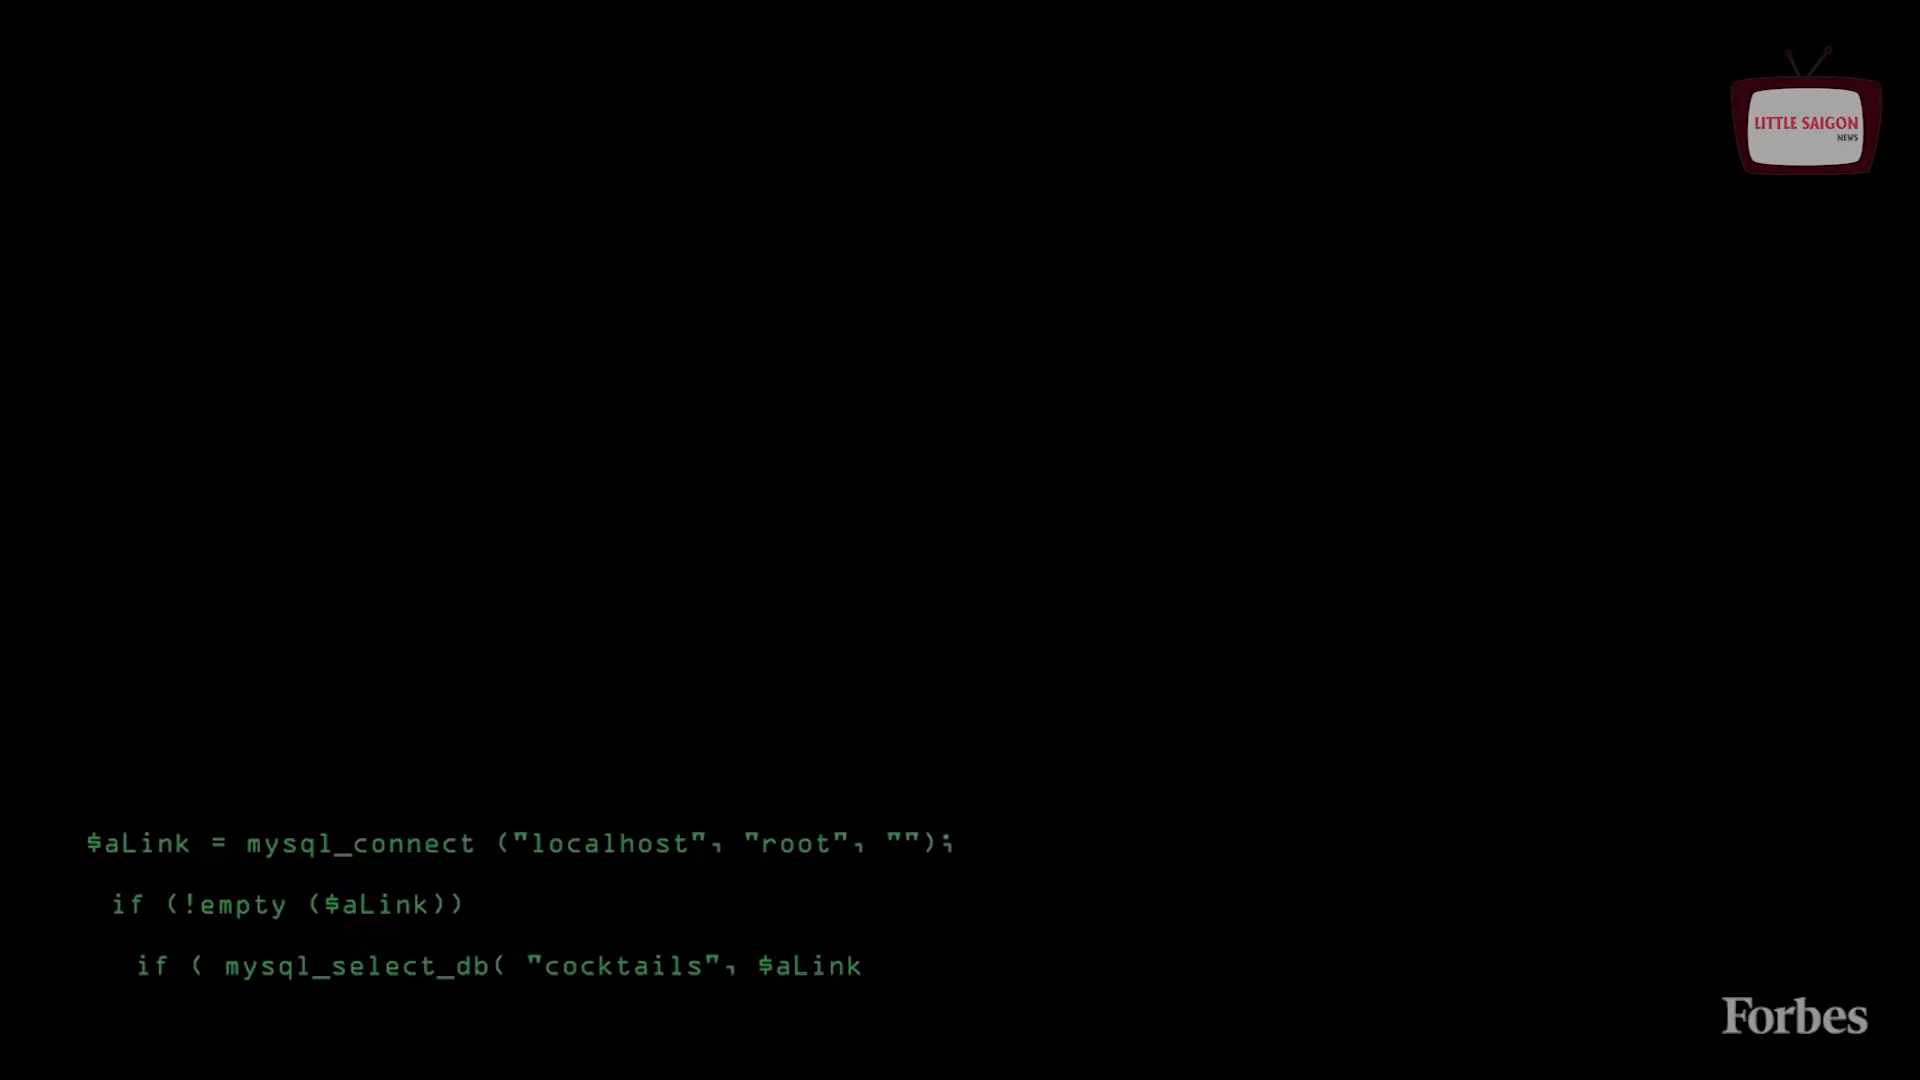 LITTLE SAIGON
NEWS
$aLink = mysql_connect ("localhost", "root", "");
if (!empty ($aLink))
if ( mysql_select_db( "cocktails", $aLink
Forbes